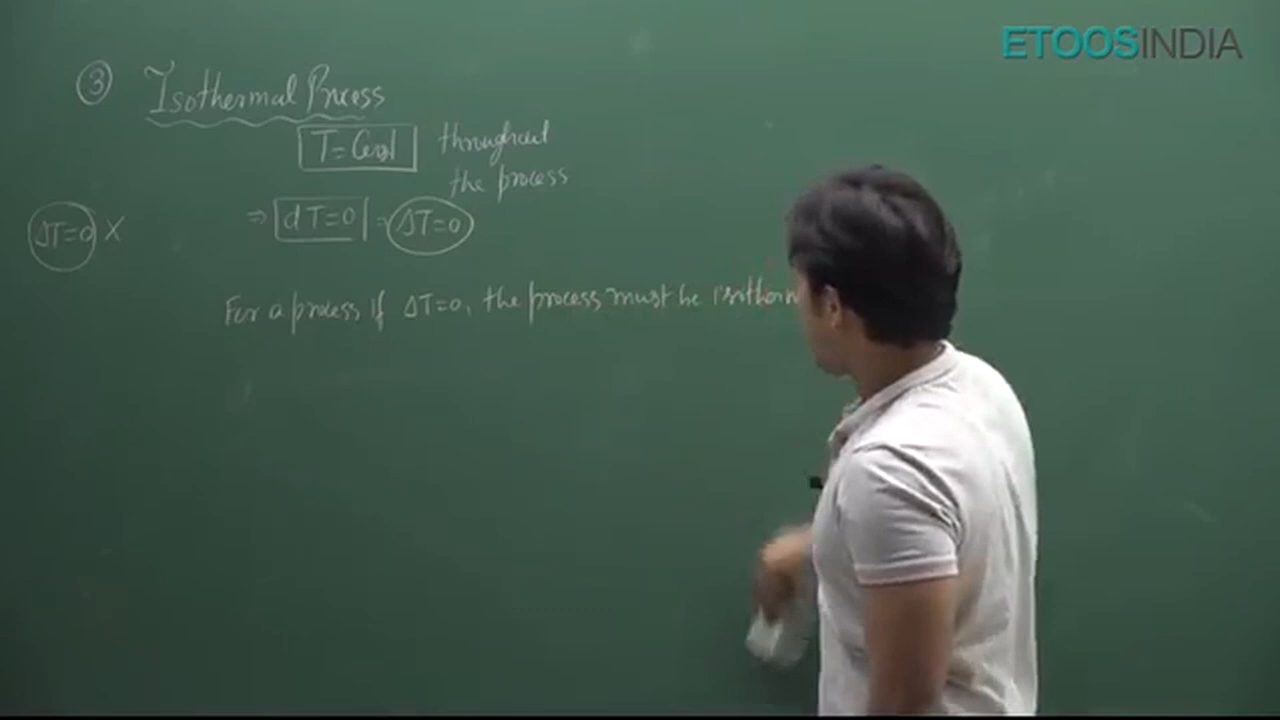 ETOOSINDIA
③ Isothermal Process
T = Const throughout
the process
ΔT=0 X ⇒ dT=0 ⇒ ΔT=0
For a process if ΔT=0, the process must be isotherm